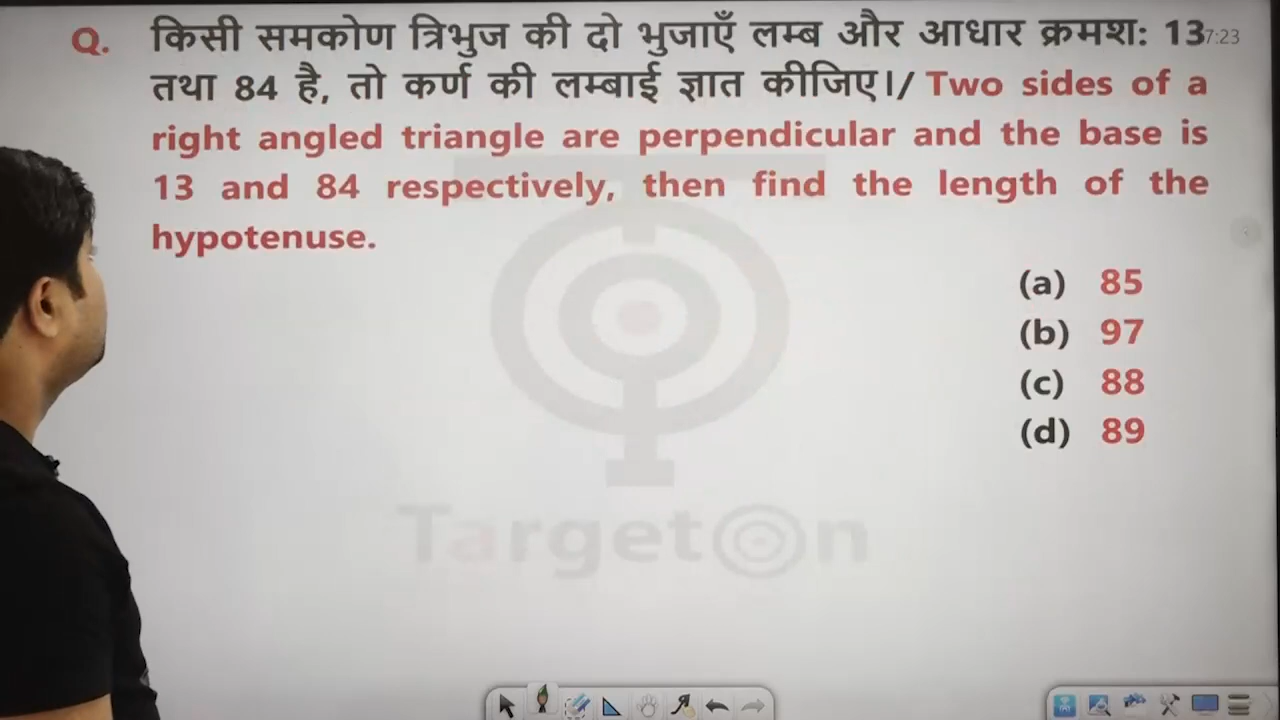 Q. किसी समकोण त्रिभुज की दो भुजाएँ लम्ब और आधार क्रमश: 13 7:23
तथा 84 है, तो कर्ण की लम्बाई ज्ञात कीजिए।/ Two sides of a
right angled triangle are perpendicular and the base is
13 and 84 respectively, then find the length of the
hypotenuse.
(a) 85
(b) 97
(c) 88
(d) 89
TargetOn